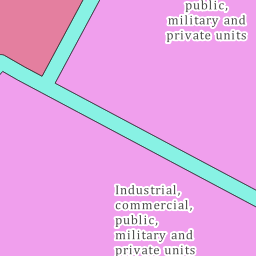 public,
military and
private units
Industrial,
commercial,
public,
military and
private units